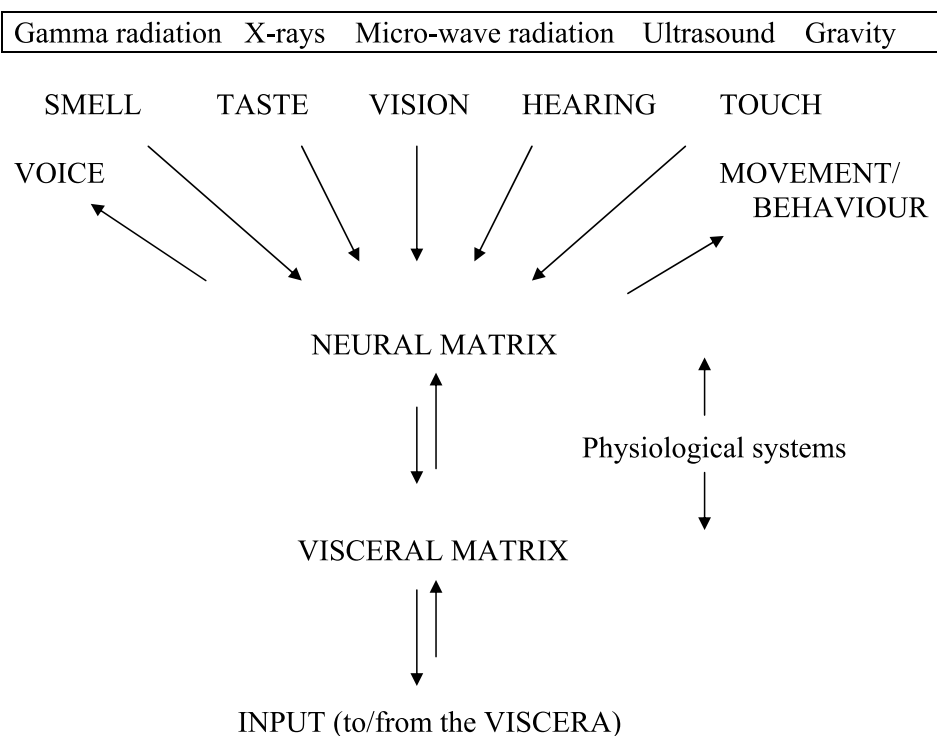 Gamma radiation X-rays Micro-wave radiation Ultrasound Gravity
SMELL TASTE VISION HEARING TOUCH
VOICE MOVEMENT/
BEHAVIOUR
NEURAL MATRIX
Physiological systems
VISCERAL MATRIX
INPUT (to/from the VISCERA)